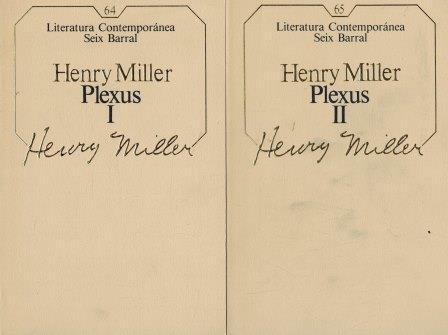 64
Literatura Contemporánea
Seix Barral
Henry Miller
Plexus
I
Henry Miller
65
Literatura Contemporánea
Seix Barral
Henry Miller
Plexus
II
Henry Miller